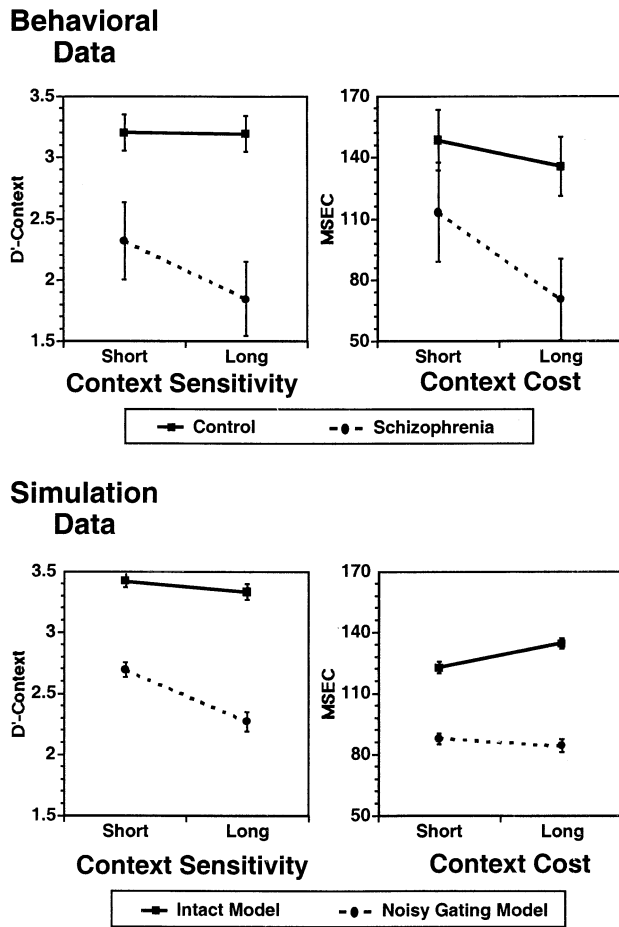 Behavioral
Data
3.5
3
2.5
2
1.5
D'-Context
Short Long
Context Sensitivity
170
140
110
80
50
MSEC
Short Long
Context Cost
Control Schizophrenia
Simulation
Data
3.5
3
2.5
2
1.5
D'-Context
Short Long
Context Sensitivity
170
140
110
80
50
MSEC
Short Long
Context Cost
Intact Model Noisy Gating Model